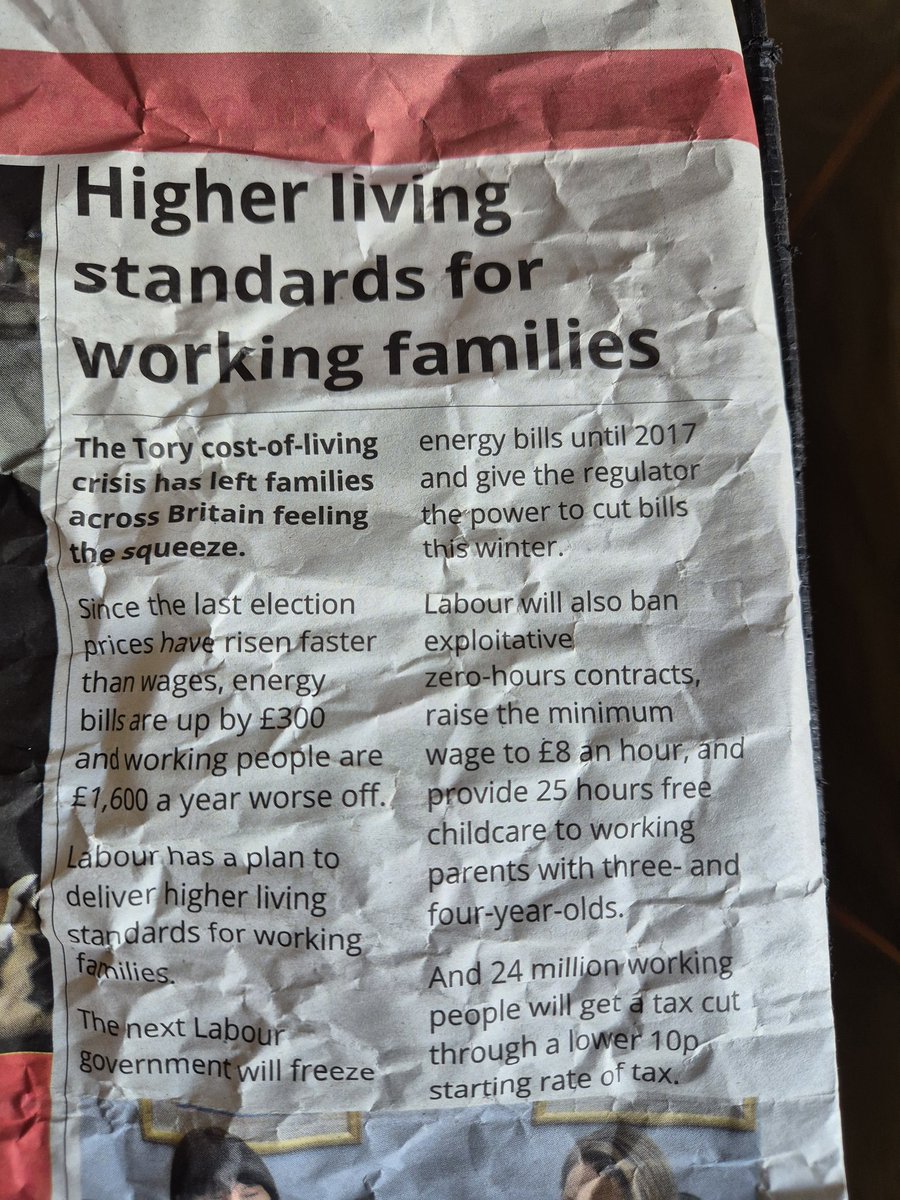 Higher living
standards for
working families
The Tory cost-of-living
crisis has left families
across Britain feeling
the squeeze.
Since the last election
prices have risen faster
than wages, energy
bills are up by £300
and working people are
£1,600 a year worse off.
Labour has a plan to
deliver higher living
standards for working
families.
The next Labour
government will freeze
energy bills until 2017
and give the regulator
the power to cut bills
this winter.
Labour will also ban
exploitative
zero-hours contracts,
raise the minimum
wage to £8 an hour, and
provide 25 hours free
childcare to working
parents with three- and
four-year-olds.
And 24 million working
people will get a tax cut
through a lower 10p
starting rate of tax.